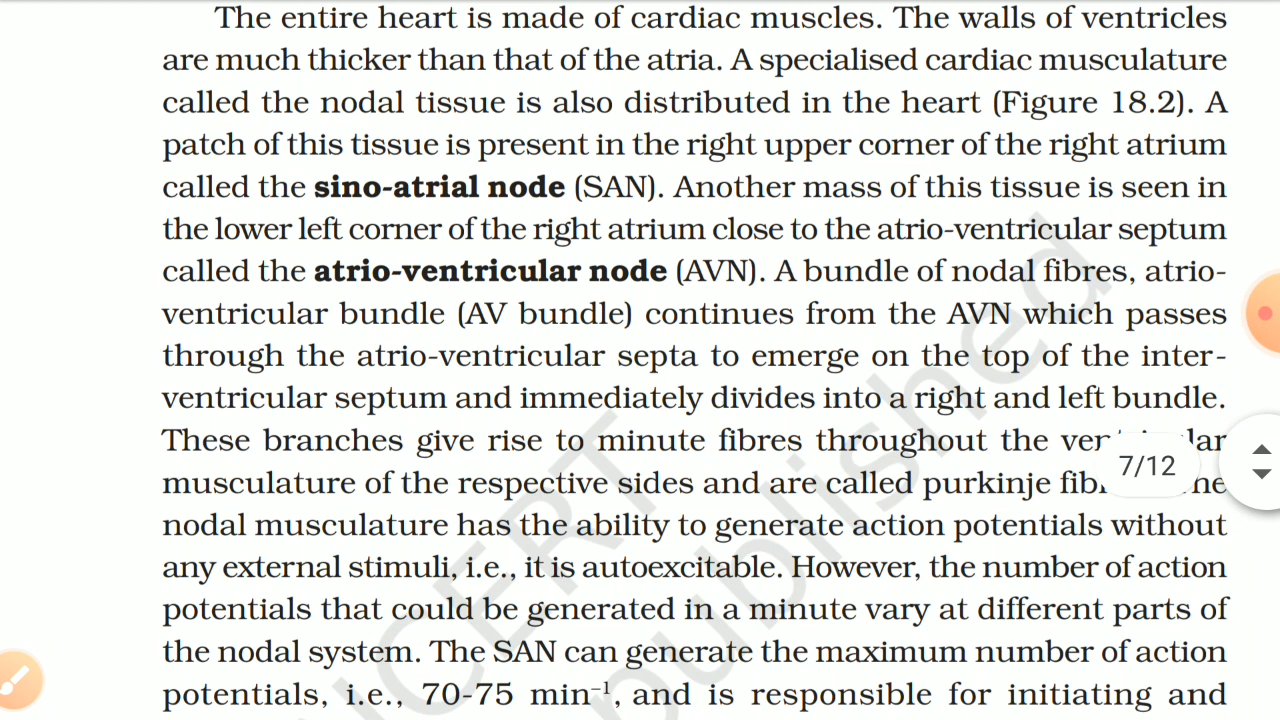 The entire heart is made of cardiac muscles. The walls of ventricles
are much thicker than that of the atria. A specialised cardiac musculature
called the nodal tissue is also distributed in the heart (Figure 18.2). A
patch of this tissue is present in the right upper corner of the right atrium
called the sino-atrial node (SAN). Another mass of this tissue is seen in
the lower left corner of the right atrium close to the atrio-ventricular septum
called the atrio-ventricular node (AVN). A bundle of nodal fibres, atrio-
ventricular bundle (AV bundle) continues from the AVN which passes
through the atrio-ventricular septa to emerge on the top of the inter-
ventricular septum and immediately divides into a right and left bundle.
These branches give rise to minute fibres throughout the
musculature of the respective sides and are called purkinje
7/12
nodal musculature has the ability to generate action potentials without
any external stimuli, i.e., it is autoexcitable. However, the number of action
potentials that could be generated in a minute vary at different parts of
the nodal system. The SAN can generate the maximum number of action
potentials, i.e., 70-75 min⁻¹, and is responsible for initiating and
NCERT
published